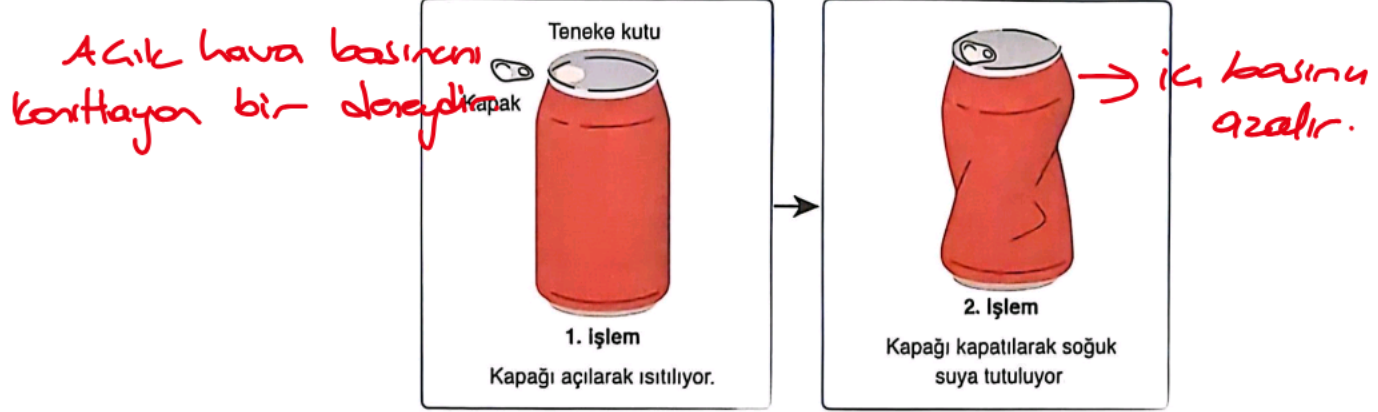 Açık hava basıncını
kanıtlayan bir deneydir.
Teneke kutu
Kapak
1. İşlem
Kapağı açılarak ısıtılıyor.
→ iç basıncı
azalır.
2. İşlem
Kapağı kapatılarak soğuk
suya tutuluyor